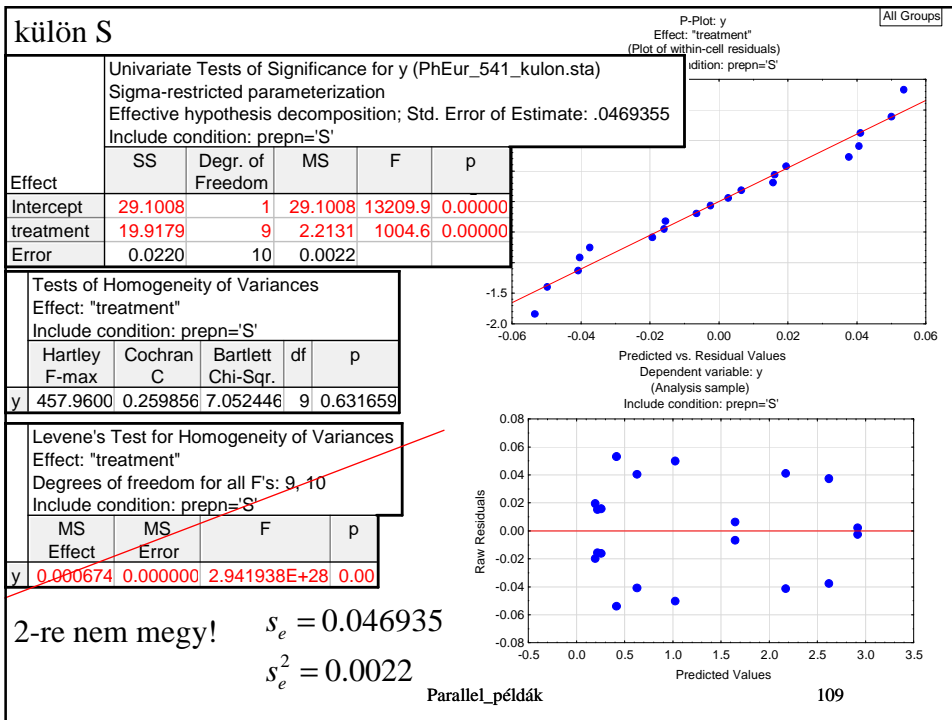 külön S
Univariate Tests of Significance for y (PhEur_541_kulon.sta)
Sigma-restricted parameterization
Effective hypothesis decomposition; Std. Error of Estimate: .0469355
Include condition: prepn='S'
Effect SS Degr. of Freedom MS F p
Intercept 29.1008 1 29.1008 13209.9 0.00000
treatment 19.9179 9 2.2131 1004.6 0.00000
Error 0.0220 10 0.0022
Tests of Homogeneity of Variances
Effect: "treatment"
Include condition: prepn='S'
Hartley F-max Cochran C Bartlett Chi-Sqr. df p
y 457.9600 0.259856 7.052446 9 0.631659
Levene's Test for Homogeneity of Variances
Effect: "treatment"
Degrees of freedom for all F's: 9, 10
Include condition: prepn='S'
MS Effect MS Error F p
y 0.000674 0.000000 2.941938E+28 0.00
2-re nem megy!
s_e = 0.046935
s_e^2 = 0.0022
All Groups
P-Plot: y
Effect: "treatment"
(Plot of within-cell residuals)
dition: prepn='S'
-1.5
-2.0
-0.06 -0.04 -0.02 0.00 0.02 0.04 0.06
Predicted vs. Residual Values
Dependent variable: y
(Analysis sample)
Include condition: prepn='S'
0.08
0.06
0.04
0.02
0.00
-0.02
-0.04
-0.06
-0.08
Raw Residuals
-0.5 0.0 0.5 1.0 1.5 2.0 2.5 3.0 3.5
Predicted Values
Parallel_példák
109